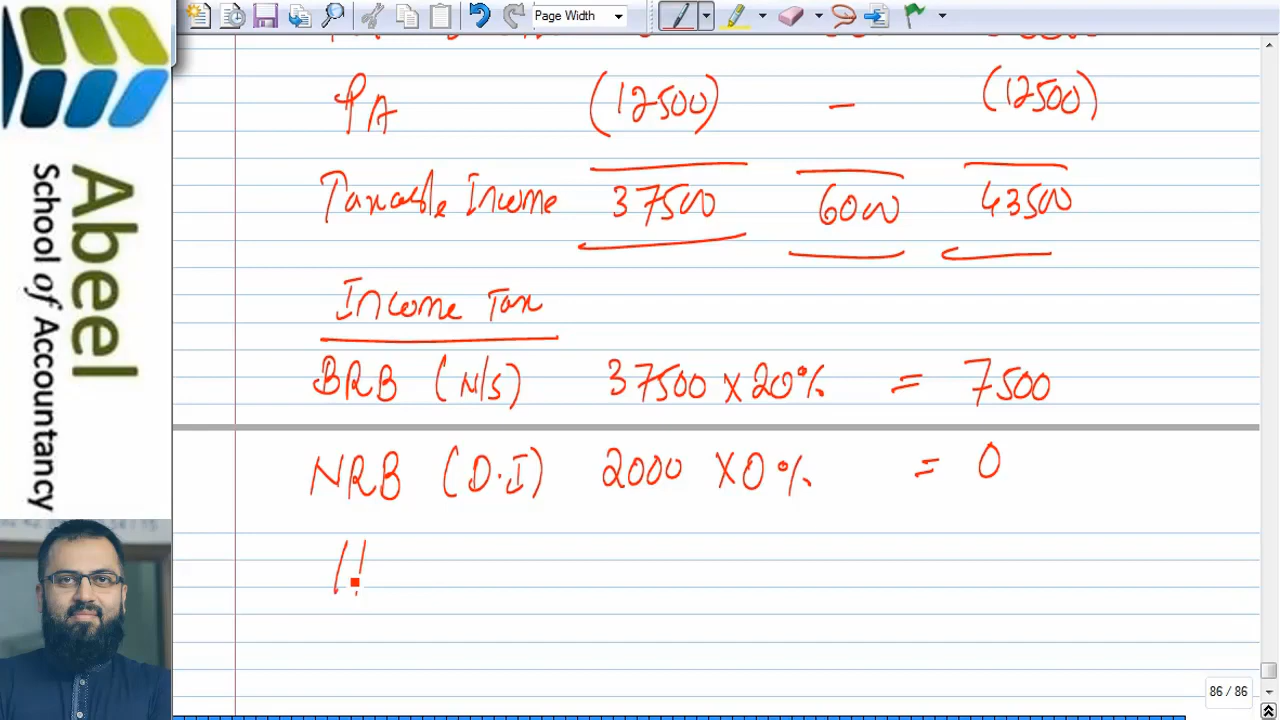 Page Width
PA (12500) – (12500)
Taxable Income 37500 6000 43500
Income Tax
BRB (N/S) 37500 × 20% = 7500
NRB (D.I) 2000 × 0% = 0
Abeel
School of Accountancy
86 / 86